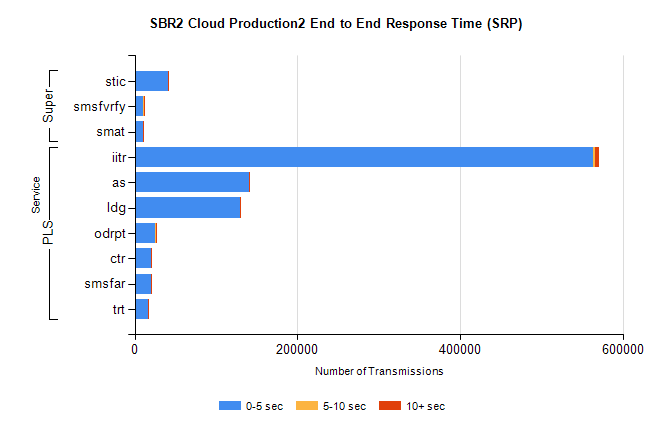 SBR2 Cloud Production2 End to End Response Time (SRP)
Super
stic
smsfvrfy
smat
Service
PLS
iitr
as
ldg
odrpt
ctr
smsfar
trt
0
200000
400000
600000
Number of Transmissions
0-5 sec
5-10 sec
10+ sec